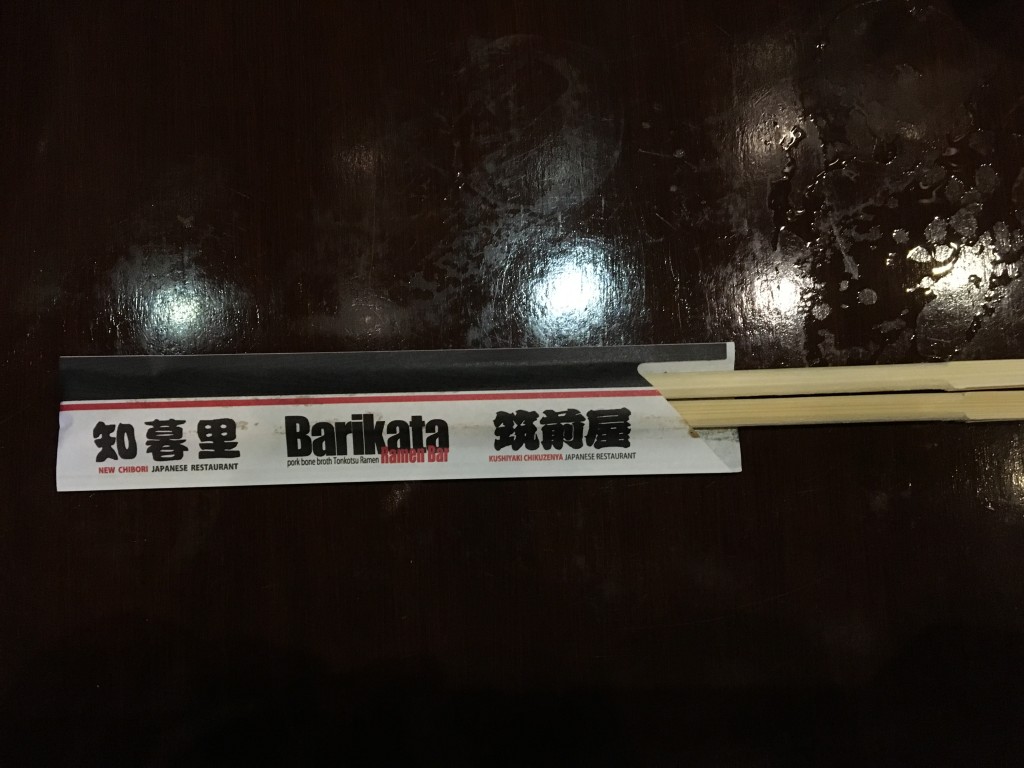 知暮里
NEW CHIBORI JAPANESE RESTAURANT
Barikata
pork bone broth Tonkotsu Ramen Ramen Bar
筑前屋
KUSHIYAKI CHIKUZENYA JAPANESE RESTAURANT